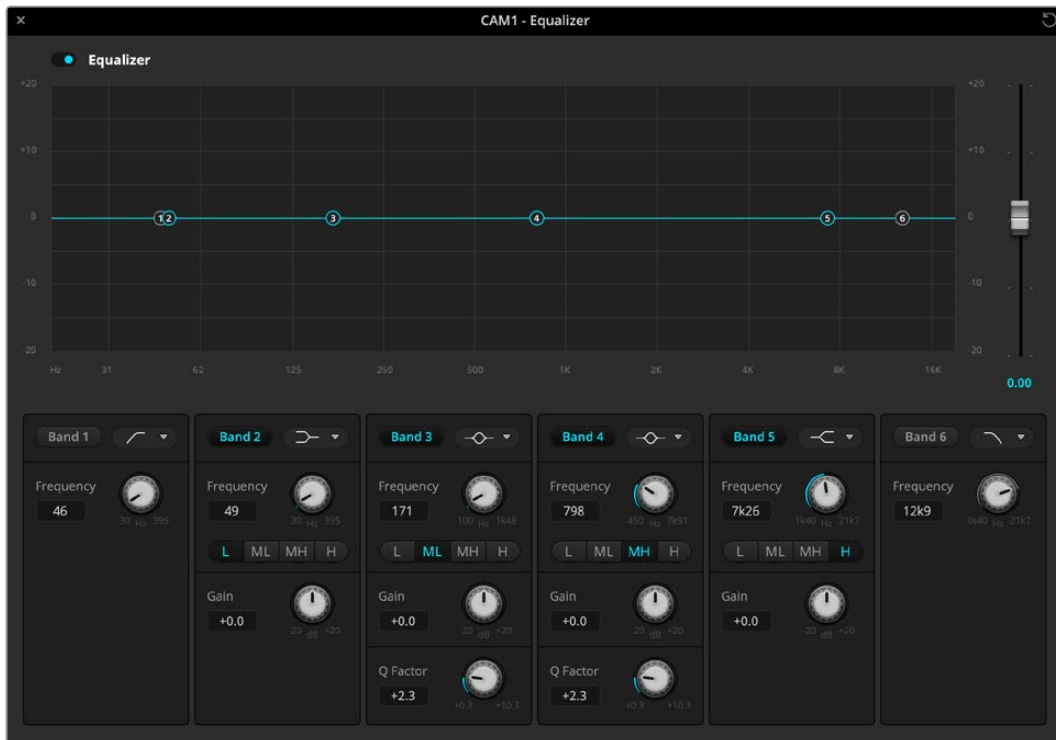 × CAM1 - Equalizer
Equalizer
+20 +20
+10 +10
0 1 2 3 4 5 6 0
-10 -10
-20 -20
Hz 31 62 125 250 500 1K 2K 4K 8K 16K
0.00
Band 1 Band 2 Band 3 Band 4 Band 5 Band 6
Frequency Frequency Frequency Frequency Frequency Frequency
46 49 171 798 7k26 12k9
30 Hz 395 30 Hz 395 100 Hz 1k48 450 Hz 7k91 1k40 Hz 21k7 1k40 Hz 21k7
L ML MH H L ML MH H L ML MH H L ML MH H
Gain Gain Gain Gain
+0.0 +0.0 +0.0 +0.0
-20 dB +20 -20 dB +20 -20 dB +20 -20 dB +20
Q Factor Q Factor
+2.3 +2.3
+0.3 +10.3 +0.3 +10.3